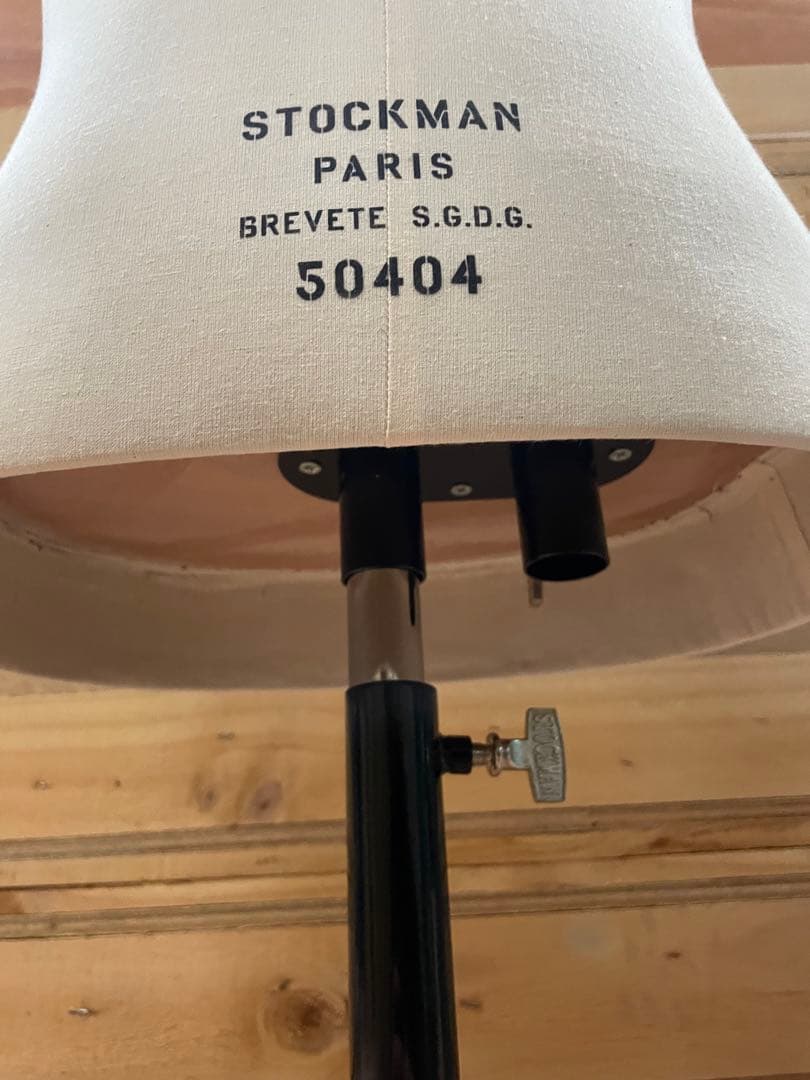 STOCKMAN
PARIS
BREVETE S.G.D.G.
50404
STOCKMAN